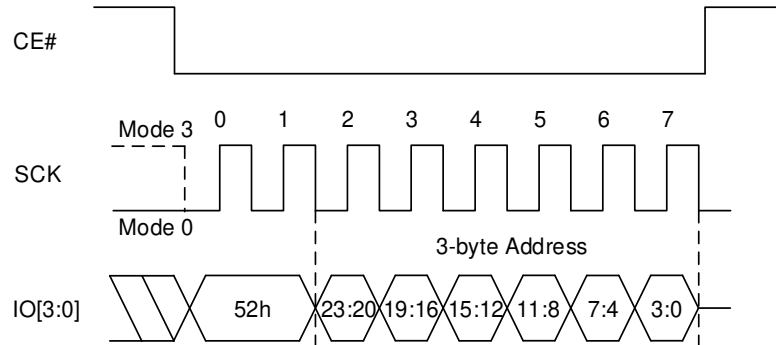 CE#
0 1 2 3 4 5 6 7
Mode 3
SCK
Mode 0
3-byte Address
IO[3:0] 52h 23:20 19:16 15:12 11:8 7:4 3:0